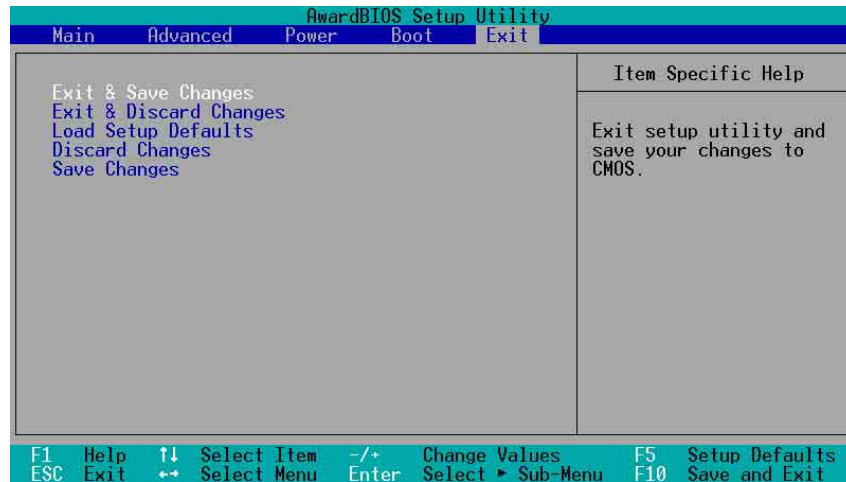 AwardBIOS Setup Utility
Main Advanced Power Boot Exit
Item Specific Help
Exit & Save Changes
Exit & Discard Changes
Load Setup Defaults
Discard Changes
Save Changes
Exit setup utility and
save your changes to
CMOS.
F1 Help ↑↓ Select Item -/+ Change Values F5 Setup Defaults
ESC Exit ←→ Select Menu Enter Select ► Sub-Menu F10 Save and Exit